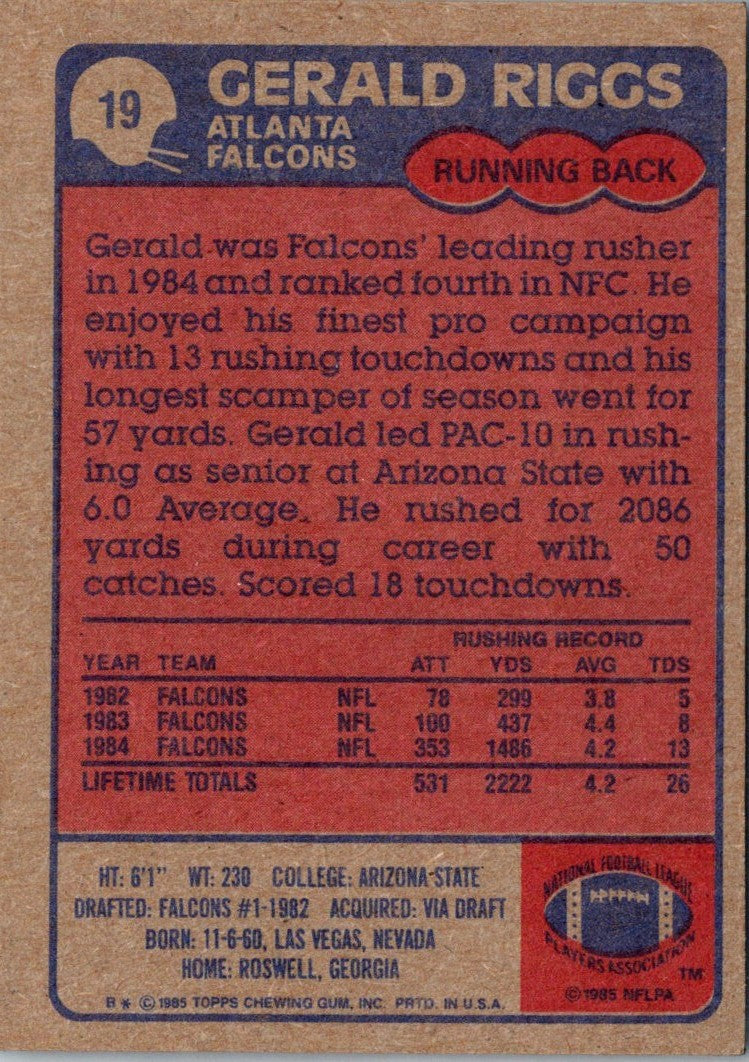 19
GERALD RIGGS
ATLANTA
FALCONS
RUNNING BACK
Gerald was Falcons' leading rusher
in 1984 and ranked fourth in NFC. He
enjoyed his finest pro campaign
with 13 rushing touchdowns and his
longest scamper of season went for
57 yards. Gerald led PAC-10 in rush-
ing as senior at Arizona State with
6.0 Average. He rushed for 2086
yards during career with 50
catches. Scored 18 touchdowns.
RUSHING RECORD
YEAR TEAM ATT YDS AVG TDS
1982 FALCONS NFL 78 299 3.8 5
1983 FALCONS NFL 100 437 4.4 8
1984 FALCONS NFL 353 1486 4.2 13
LIFETIME TOTALS 531 2222 4.2 26
HT: 6'1" WT: 230 COLLEGE: ARIZONA-STATE
DRAFTED: FALCONS #1-1982 ACQUIRED: VIA DRAFT
BORN: 11-6-60, LAS VEGAS, NEVADA
HOME: ROSWELL, GEORGIA
B * © 1985 TOPPS CHEWING GUM, INC. PRTD. IN U.S.A.
NATIONAL FOOTBALL LEAGUE
PLAYERS ASSOCIATION
TM
© 1985 NFLPA